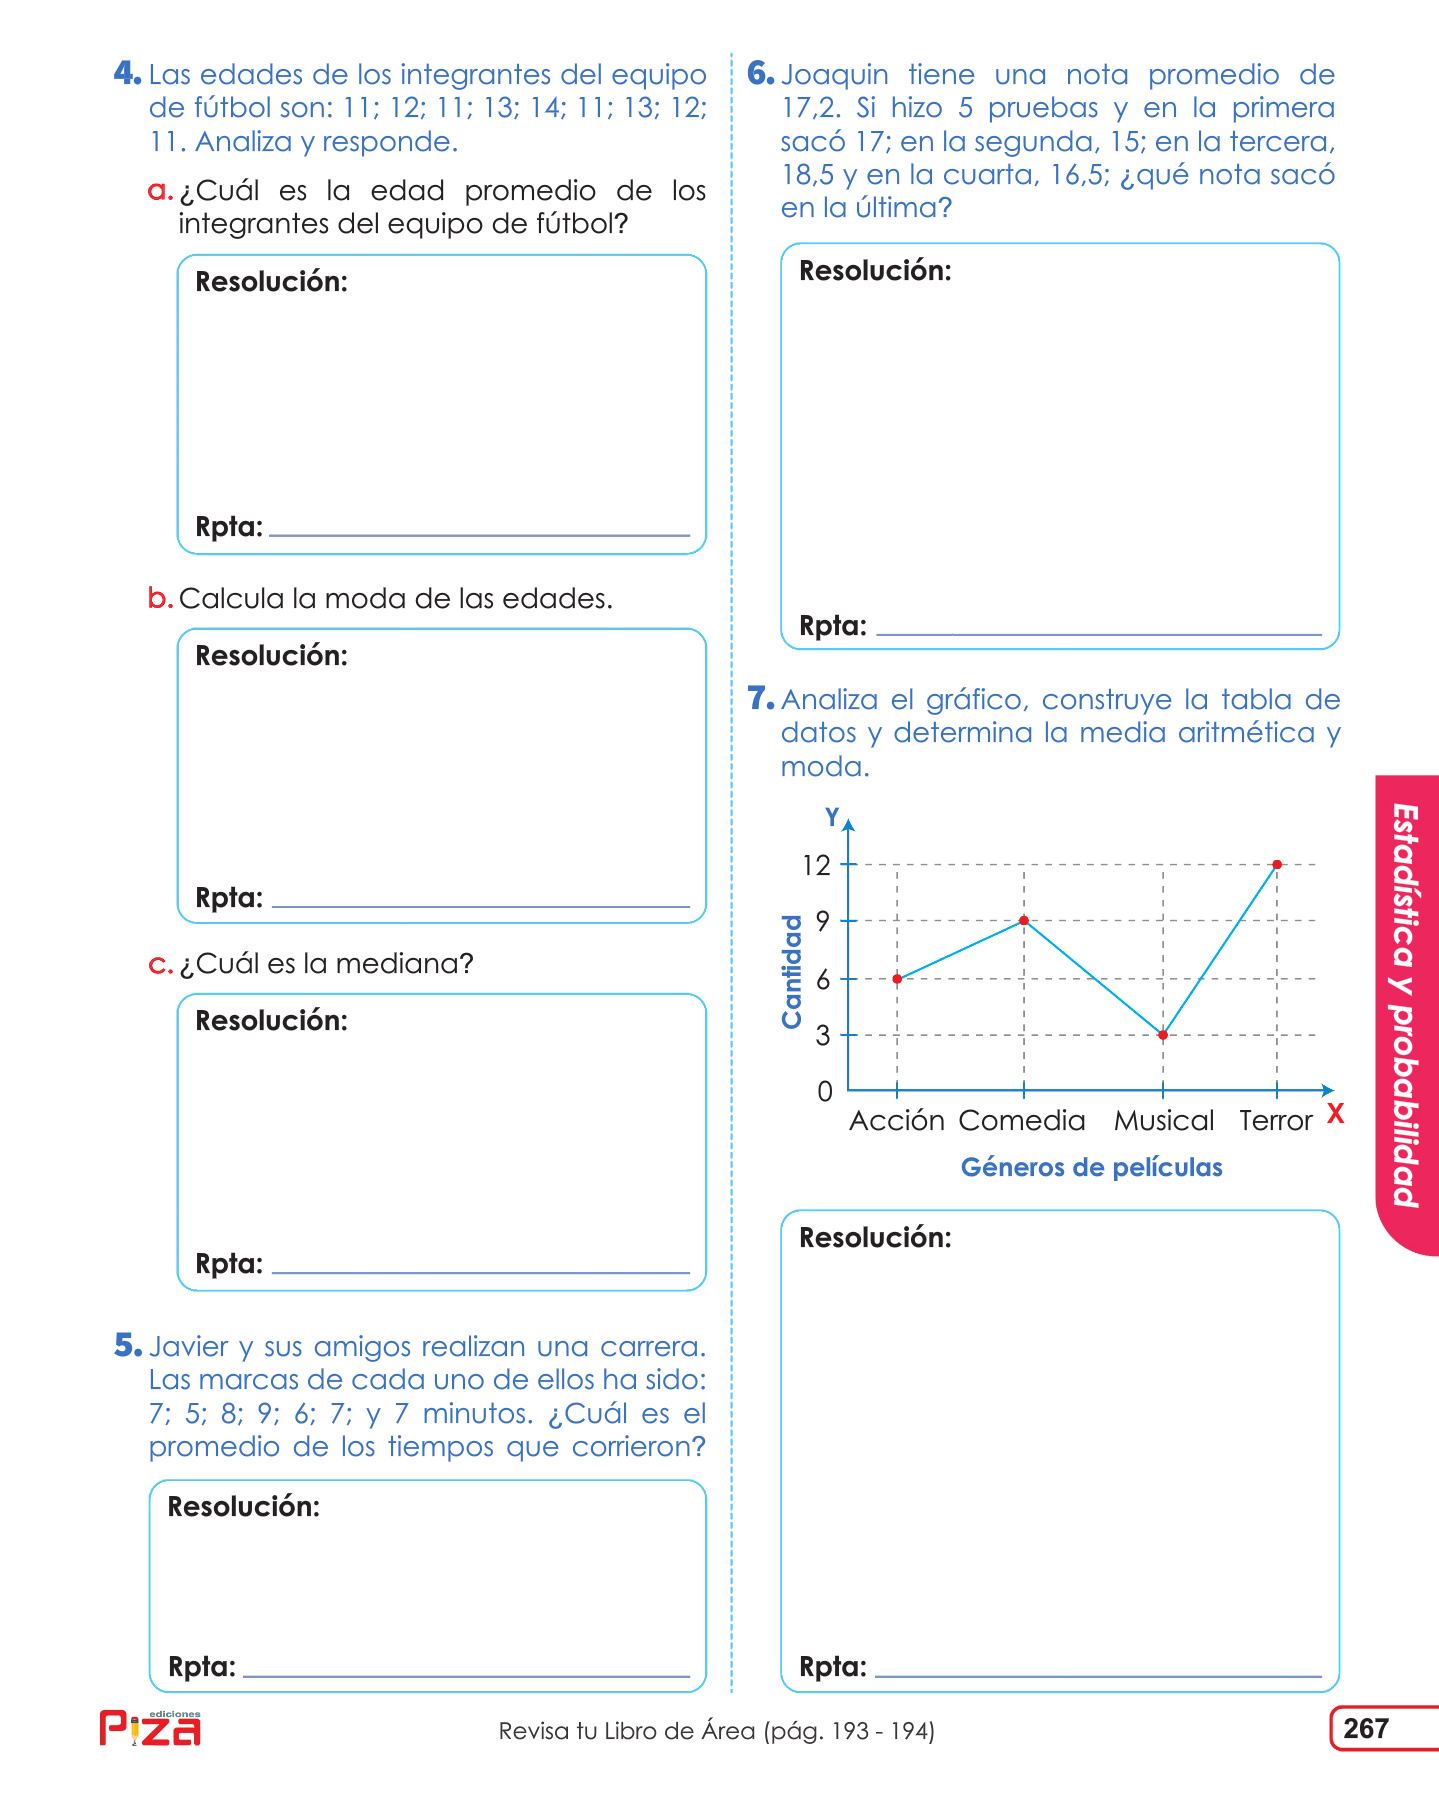 4. Las edades de los integrantes del equipo
de fútbol son: 11; 12; 11; 13; 14; 11; 13; 12;
11. Analiza y responde.
a. ¿Cuál es la edad promedio de los
integrantes del equipo de fútbol?
Resolución:
Rpta:
b. Calcula la moda de las edades.
Resolución:
Rpta:
c. ¿Cuál es la mediana?
Resolución:
Rpta:
5. Javier y sus amigos realizan una carrera.
Las marcas de cada uno de ellos ha sido:
7; 5; 8; 9; 6; 7; y 7 minutos. ¿Cuál es el
promedio de los tiempos que corrieron?
Resolución:
Rpta:
6. Joaquin tiene una nota promedio de
17,2. Si hizo 5 pruebas y en la primera
sacó 17; en la segunda, 15; en la tercera,
18,5 y en la cuarta, 16,5; ¿qué nota sacó
en la última?
Resolución:
Rpta:
7. Analiza el gráfico, construye la tabla de
datos y determina la media aritmética y
moda.
Y
12
9
6
3
0
Cantidad
Acción Comedia Musical Terror X
Géneros de películas
Resolución:
Rpta:
Estadística y probabilidad
ediciones
Piza
Revisa tu Libro de Área (pág. 193 - 194)
267